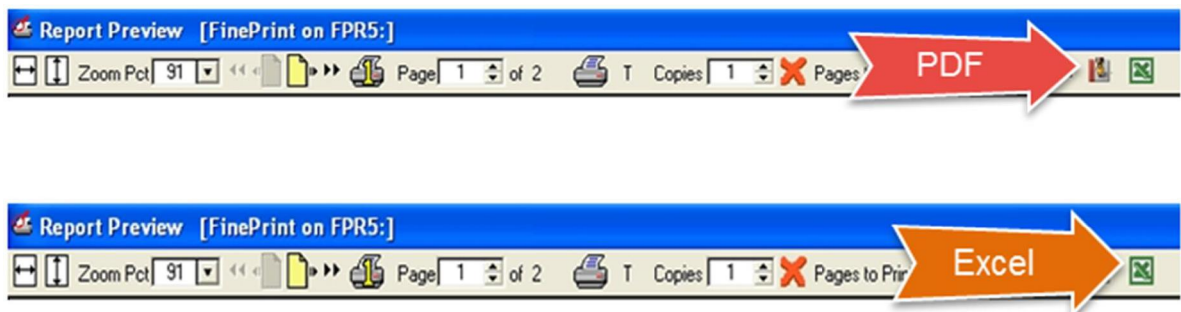 Report Preview [FinePrint on FPR5:]
Zoom Pct 91 Page 1 of 2 T Copies 1 Pages PDF
Report Preview [FinePrint on FPR5:]
Zoom Pct 91 Page 1 of 2 T Copies 1 Pages to Prin Excel